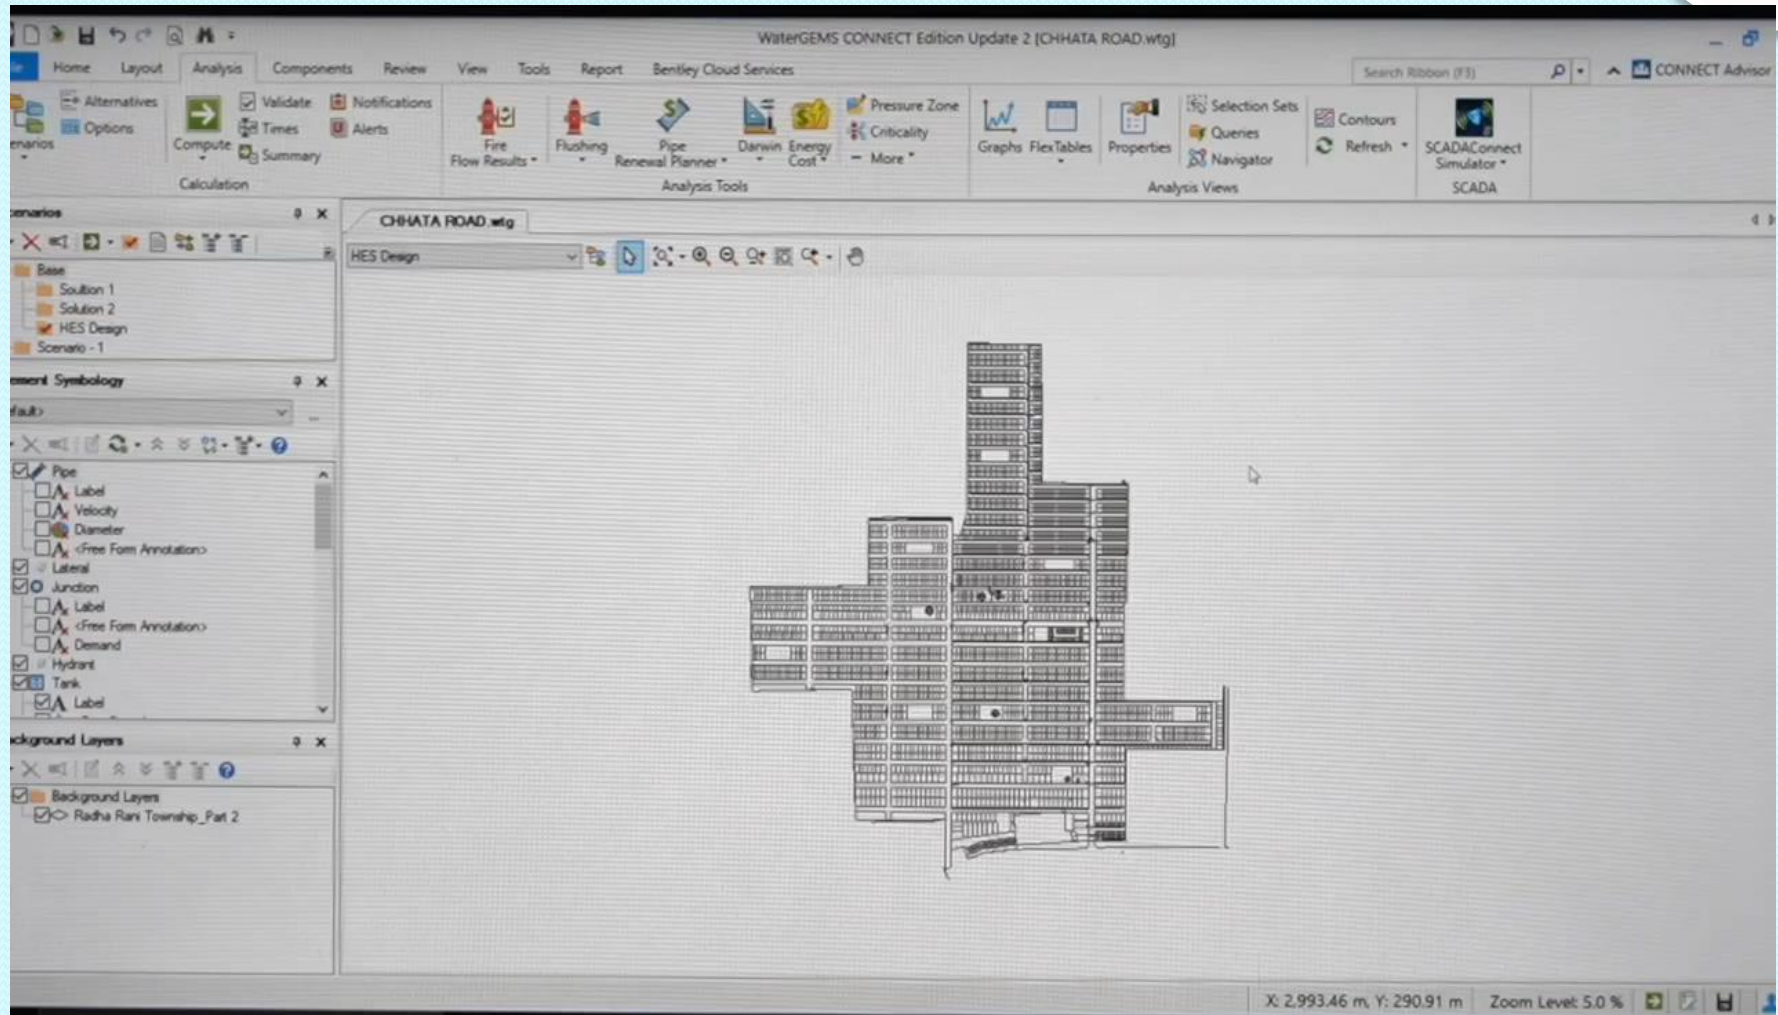 WaterGEMS CONNECT Edition Update 2 [CHHATA ROAD.wtg]
Home Layout Analysis Components Review View Tools Report Bentley Cloud Services Search Ribbon (F3) CONNECT Advisor
Alternatives
Options
Compute
Validate
Times
Summary
Notifications
Alerts
Calculation
Fire
Flow Results
Flushing
Pipe
Renewal Planner
Darwin
Energy
Cost
Pressure Zone
Criticality
More
Analysis Tools
Graphs
FlexTables
Properties
Selection Sets
Queries
Navigator
Contours
Refresh
Analysis Views
SCADAConnect
Simulator
SCADA
CHHATA ROAD.wtg
HES Design
Base
Soultion 1
Solution 2
HES Design
Scenario - 1
Symbology
Pipe
Label
Velocity
Diameter
<Free Form Annotation>
Lateral
Junction
Label
<Free Form Annotation>
Demand
Hydrant
Tank
Label
Layers
Background Layers
Radha Rani Township_Part 2
X: 2,993.46 m, Y: 290.91 m Zoom Level: 5.0 %